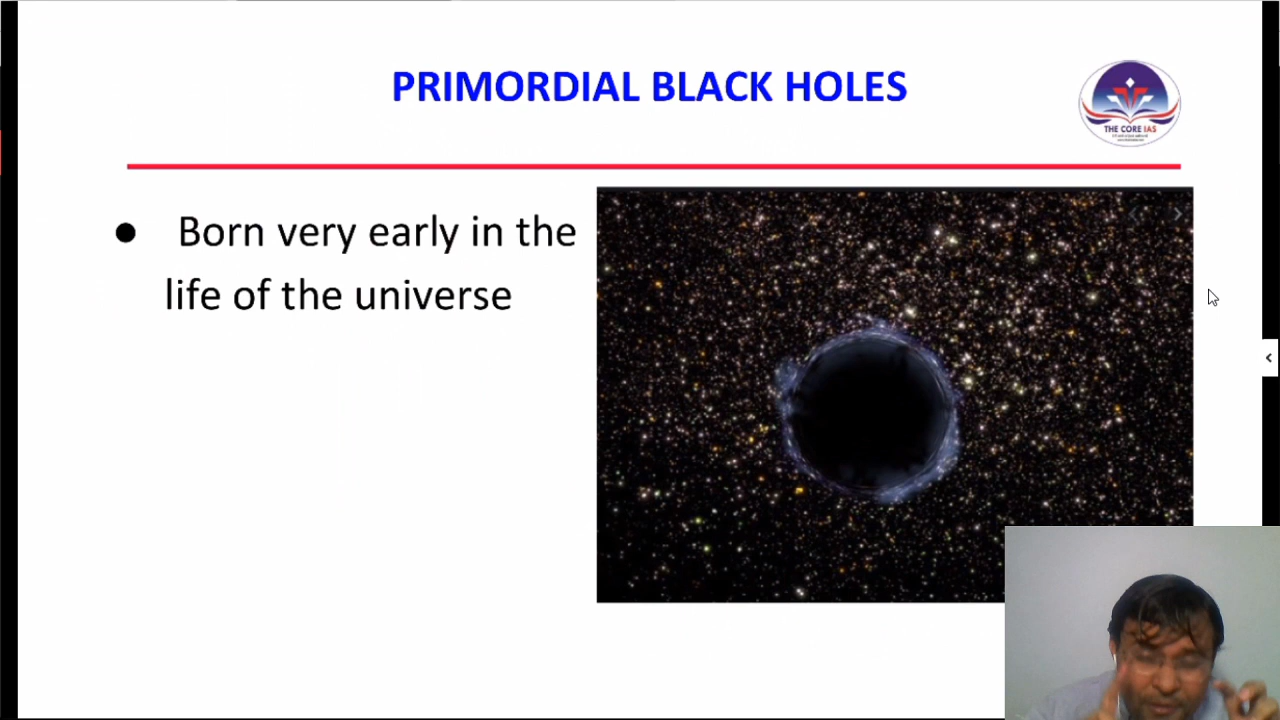 PRIMORDIAL BLACK HOLES
THE CORE IAS
● Born very early in the
life of the universe